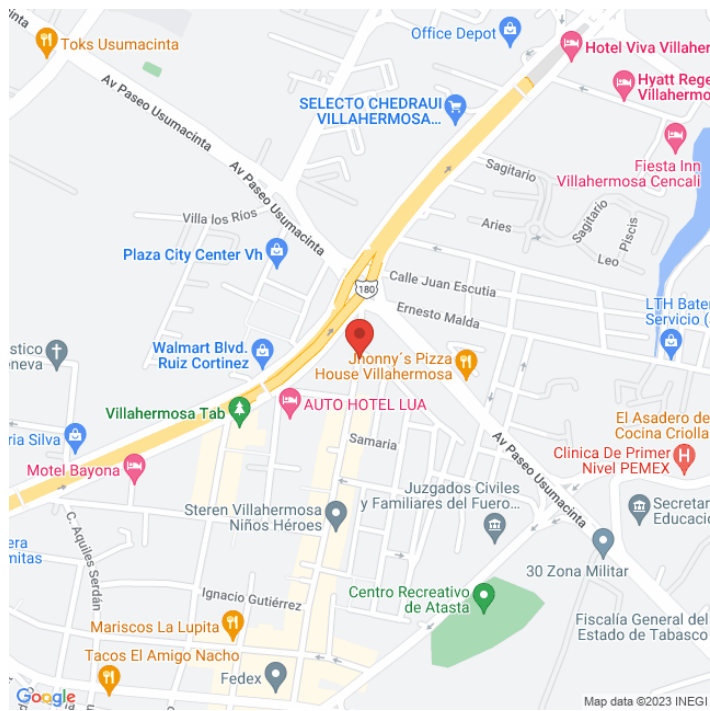 acinta
Toks Usumacinta
Office Depot
Hotel Viva Villaher
Hyatt Rege
Villahermo
Av Paseo Usumacinta
SELECTO CHEDRAUI
VILLAHERMOSA...
Fiesta Inn
Villahermosa Cencali
Sagitario
Av Paseo Usumacinta
Villa los Ríos
Aries
Sagitario
Piscis
Leo
Plaza City Center Vh
Calle Juan Escutia
180
Ernesto Malda
LTH Bater
Servicio (
Walmart Blvd.
Ruiz Cortinez
ostico
eneva
Jhonny´s Pizza
House Villahermosa
AUTO HOTEL LUA
Villahermosa Tab
El Asadero de
Cocina Criolla
ria Silva
Samaria
Av Paseo Usumacinta
Clinica De Primer
Nivel PEMEX
Motel Bayona
Juzgados Civiles
y Familiares del Fuero...
Secretar
Educació
Steren Villahermosa
Niños Héroes
C. Aquiles Serdán
era
mitas
30 Zona Militar
Ignacio Gutiérrez
Centro Recreativo
de Atasta
Mariscos La Lupita
Fiscalía General del
Estado de Tabasco
Tacos El Amigo Nacho
Fedex
Google
Map data ©2023 INEGI